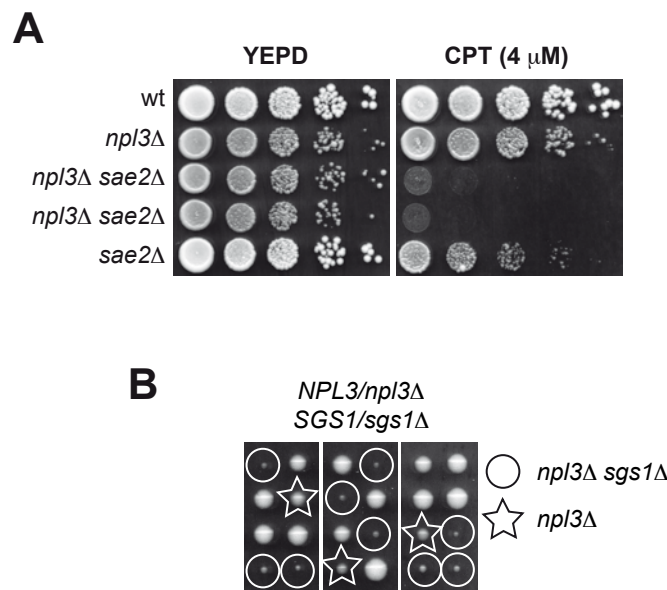 A
YEPD
CPT (4 μM)
wt
npl3Δ
npl3Δ sae2Δ
npl3Δ sae2Δ
sae2Δ
B
NPL3/npl3Δ
SGS1/sgs1Δ
npl3Δ sgs1Δ
npl3Δ